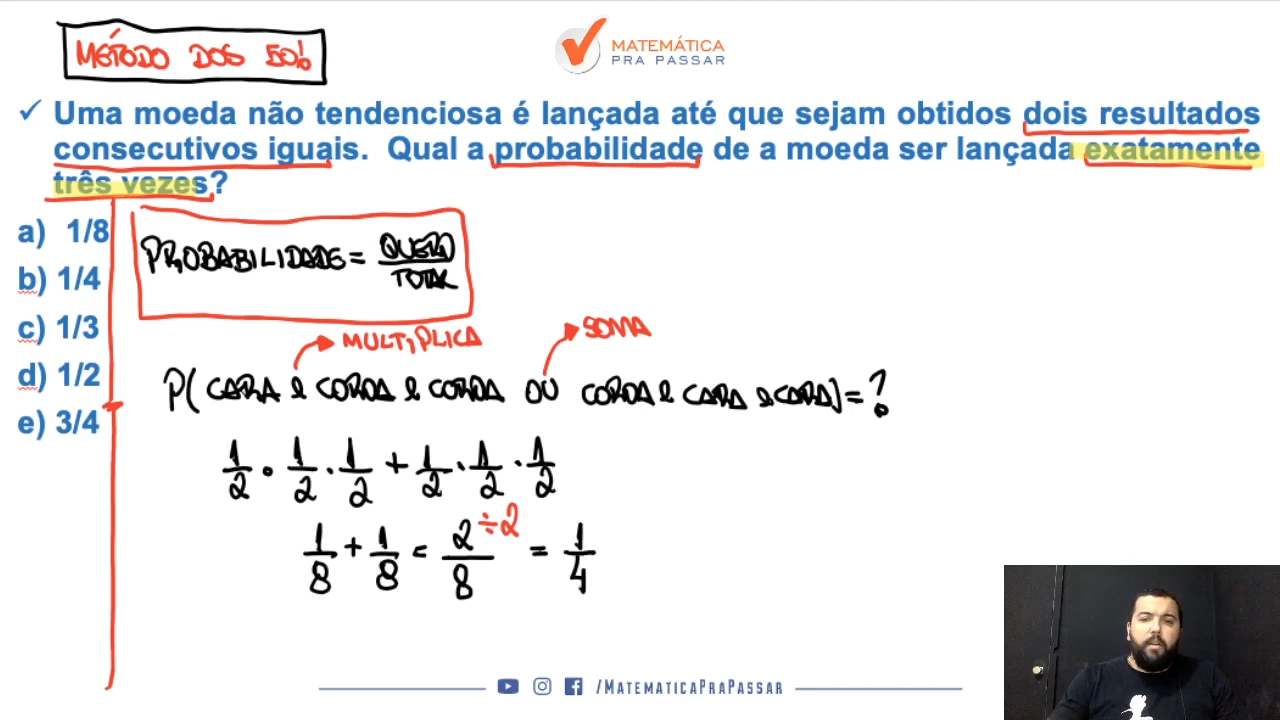 MÉTODO DOS 50!
MATEMÁTICA
PRA PASSAR
✓ Uma moeda não tendenciosa é lançada até que sejam obtidos dois resultados
consecutivos iguais. Qual a probabilidade de a moeda ser lançada exatamente
três vezes?
a) 1/8
b) 1/4
c) 1/3
d) 1/2
e) 3/4
PROBABILIDADE = QUERO/TOTAL
MULTIPLICA
SOMA
P( CARA e COROA e COROA OU COROA e CARA e CARA) = ?
1/2 · 1/2 · 1/2 + 1/2 · 1/2 · 1/2
1/8 + 1/8 = 2/8 ÷2 = 1/4
/MATEMATICAPRAPASSAR